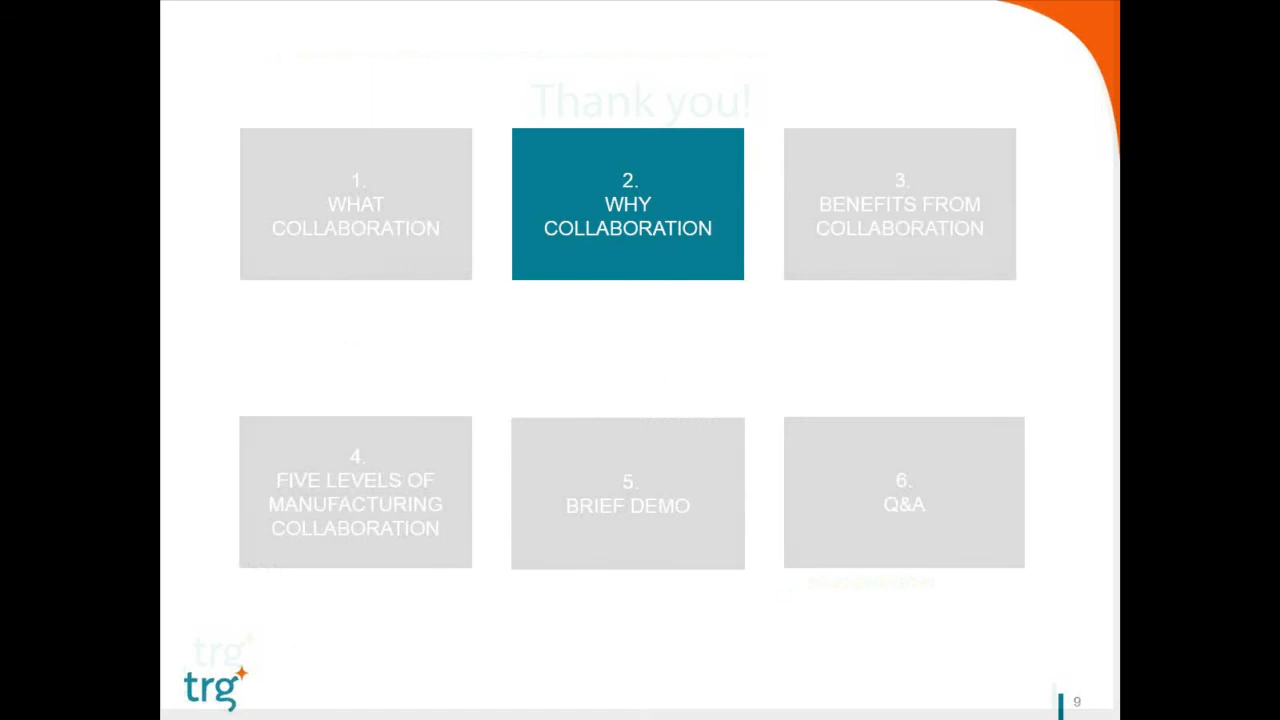 Thank you!
1.
WHAT
COLLABORATION
2.
WHY
COLLABORATION
3.
BENEFITS FROM
COLLABORATION
4.
FIVE LEVELS OF
MANUFACTURING
COLLABORATION
5.
BRIEF DEMO
6.
Q&A
trg
trg
9